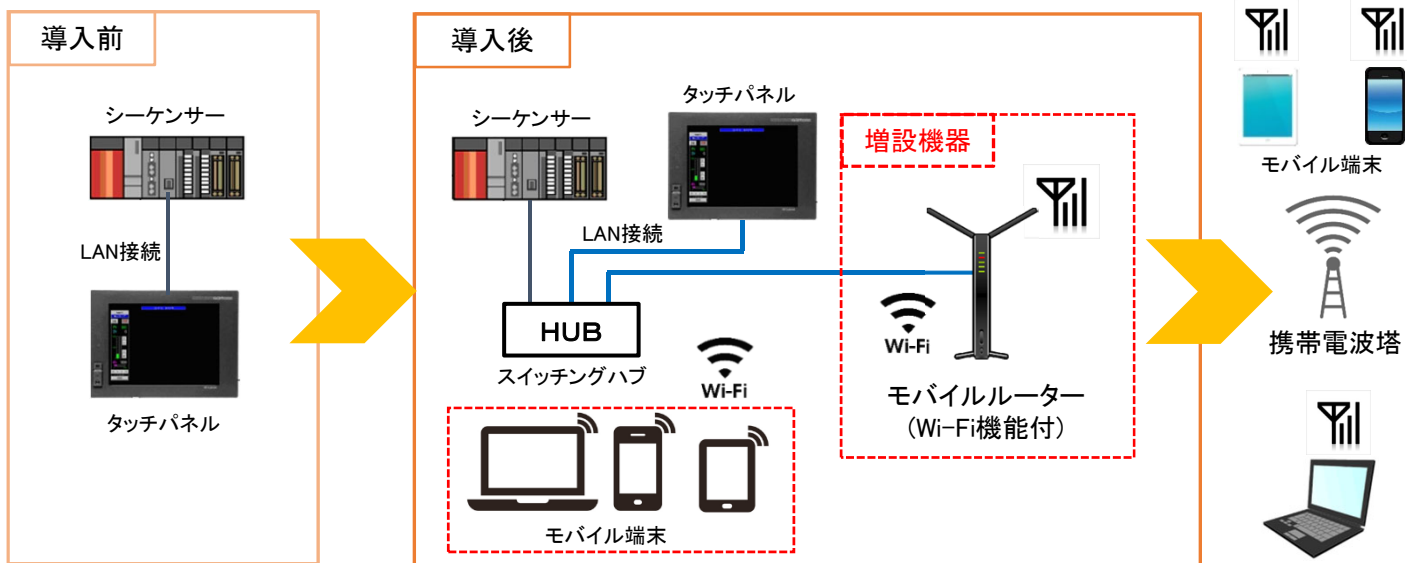 導入前
シーケンサー
LAN接続
タッチパネル
導入後
シーケンサー
タッチパネル
LAN接続
HUB
スイッチングハブ
Wi-Fi
モバイル端末
増設機器
Wi-Fi
モバイルルーター
(Wi-Fi機能付)
モバイル端末
携帯電波塔